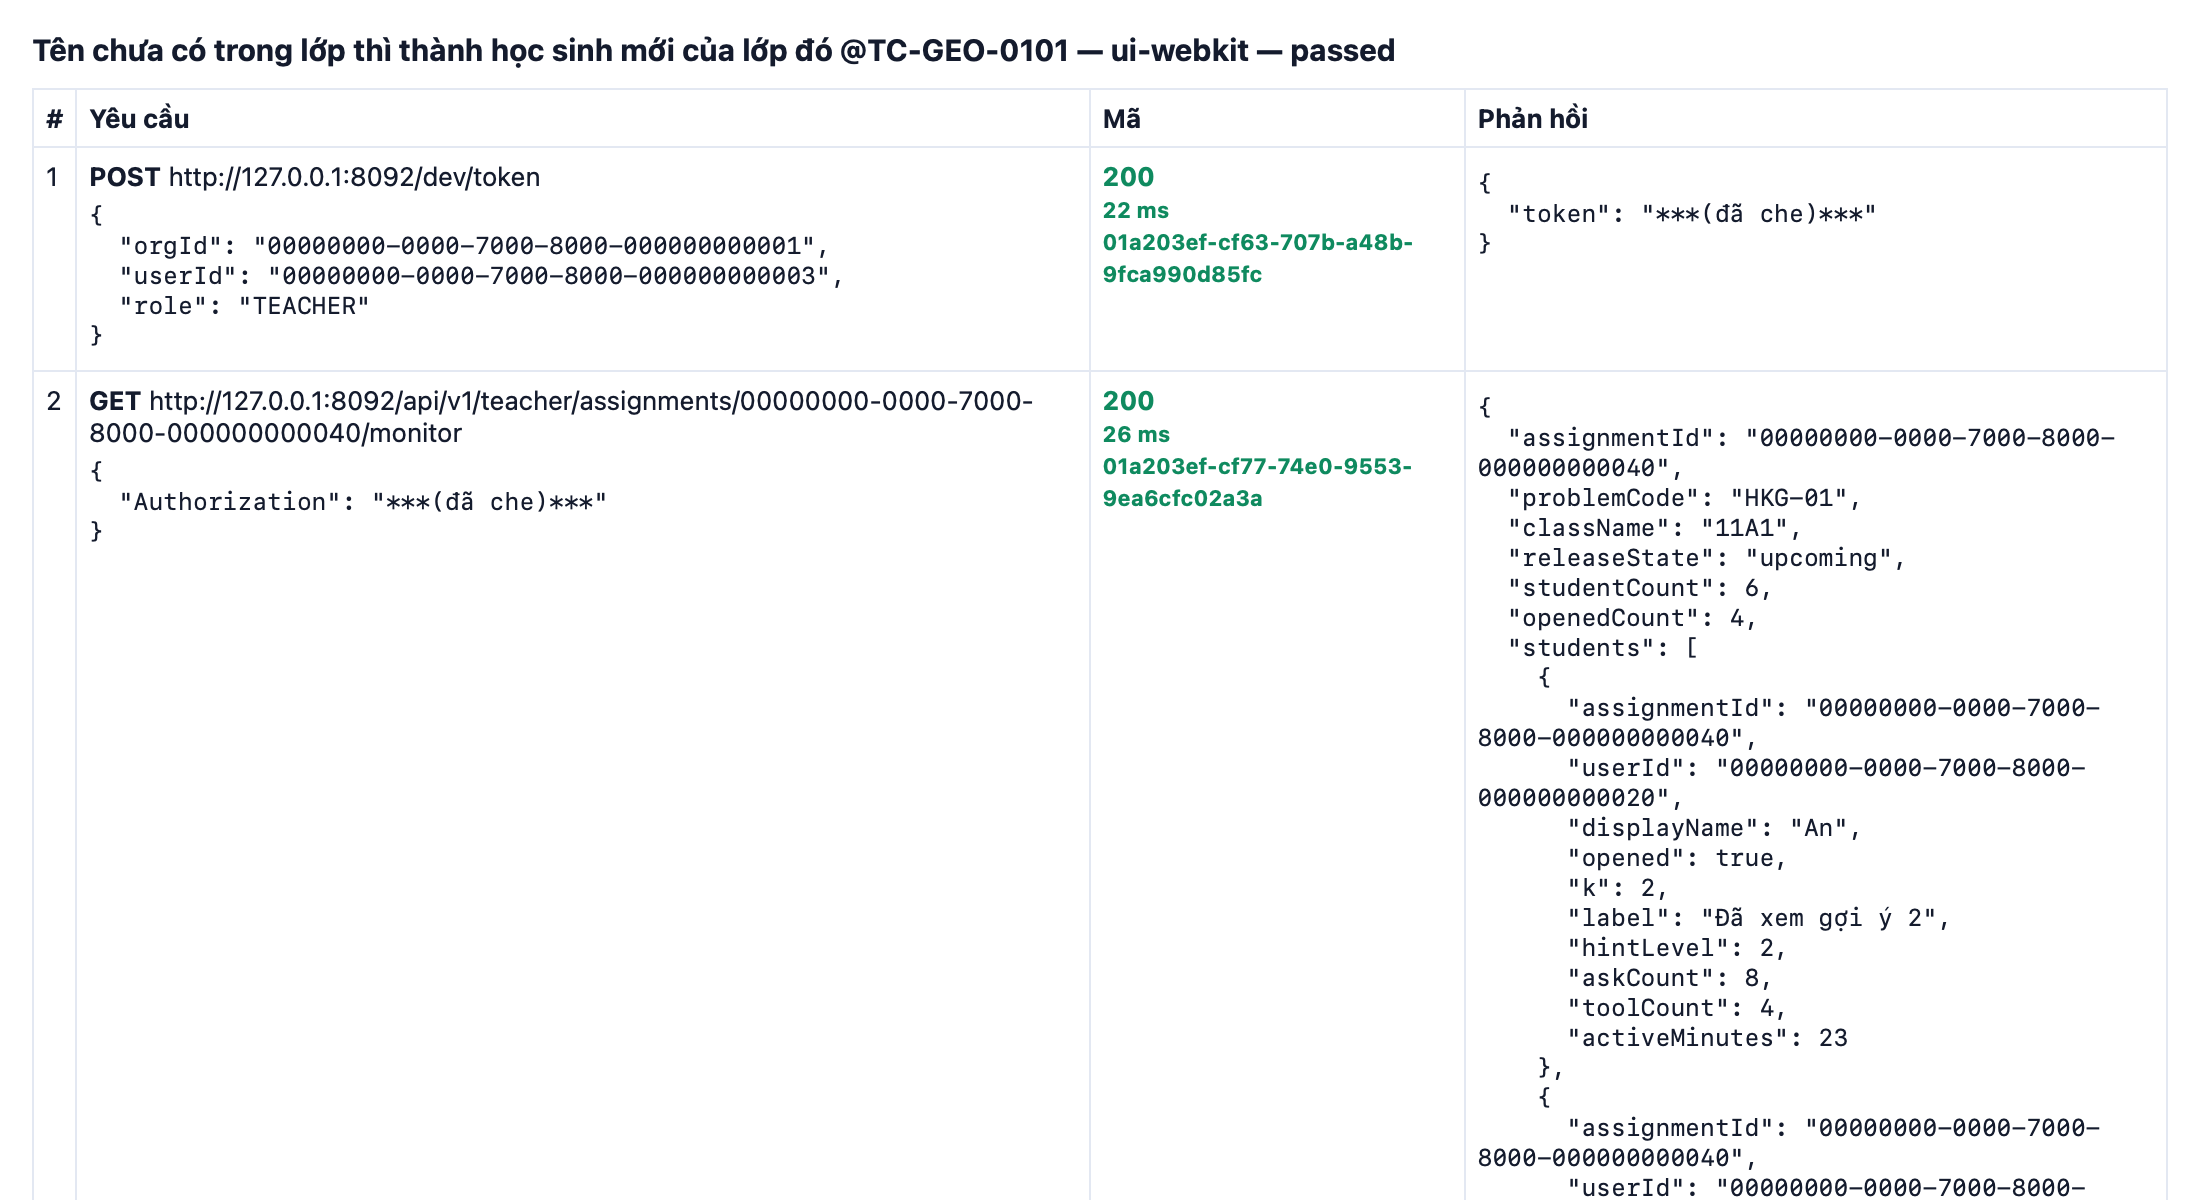 Tên chưa có trong lớp thì thành học sinh mới của lớp đó @TC-GEO-0101 — ui-webkit — passed
# Yêu cầu Mã Phản hồi
1
POST http://127.0.0.1:8092/dev/token
{
  "orgId": "00000000-0000-7000-8000-000000000001",
  "userId": "00000000-0000-7000-8000-000000000003",
  "role": "TEACHER"
}
200
22 ms
01a203ef-cf63-707b-a48b-
9fca990d85fc
{
  "token": "***(đã che)***"
}
2
GET http://127.0.0.1:8092/api/v1/teacher/assignments/00000000-0000-7000-
8000-000000000040/monitor
{
  "Authorization": "***(đã che)***"
}
200
26 ms
01a203ef-cf77-74e0-9553-
9ea6cfc02a3a
{
  "assignmentId": "00000000-0000-7000-8000-
000000000040",
  "problemCode": "HKG-01",
  "className": "11A1",
  "releaseState": "upcoming",
  "studentCount": 6,
  "openedCount": 4,
  "students": [
    {
      "assignmentId": "00000000-0000-7000-
8000-000000000040",
      "userId": "00000000-0000-7000-8000-
000000000020",
      "displayName": "An",
      "opened": true,
      "k": 2,
      "label": "Đã xem gợi ý 2",
      "hintLevel": 2,
      "askCount": 8,
      "toolCount": 4,
      "activeMinutes": 23
    },
    {
      "assignmentId": "00000000-0000-7000-
8000-000000000040",
      "userId": "00000000-0000-7000-8000-